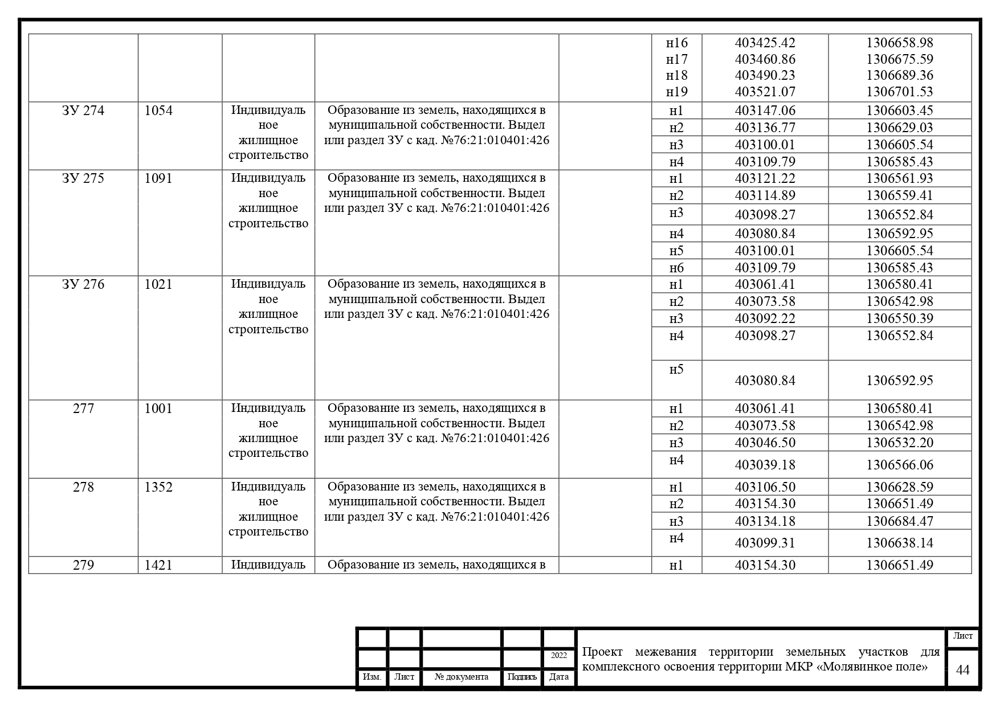 н16 403425.42 1306658.98
н17 403460.86 1306675.59
н18 403490.23 1306689.36
н19 403521.07 1306701.53
ЗУ 274 1054 Индивидуаль Образование из земель, находящихся в н1 403147.06 1306603.45
ное муниципальной собственности. Выдел н2 403136.77 1306629.03
жилищное или раздел ЗУ с кад. №76:21:010401:426 н3 403100.01 1306605.54
строительство н4 403109.79 1306585.43
ЗУ 275 1091 Индивидуаль Образование из земель, находящихся в н1 403121.22 1306561.93
ное муниципальной собственности. Выдел н2 403114.89 1306559.41
жилищное или раздел ЗУ с кад. №76:21:010401:426 н3 403098.27 1306552.84
строительство н4 403080.84 1306592.95
н5 403100.01 1306605.54
н6 403109.79 1306585.43
ЗУ 276 1021 Индивидуаль Образование из земель, находящихся в н1 403061.41 1306580.41
ное муниципальной собственности. Выдел н2 403073.58 1306542.98
жилищное или раздел ЗУ с кад. №76:21:010401:426 н3 403092.22 1306550.39
строительство н4 403098.27 1306552.84
н5 403080.84 1306592.95
277 1001 Индивидуаль Образование из земель, находящихся в н1 403061.41 1306580.41
ное муниципальной собственности. Выдел н2 403073.58 1306542.98
жилищное или раздел ЗУ с кад. №76:21:010401:426 н3 403046.50 1306532.20
строительство н4 403039.18 1306566.06
278 1352 Индивидуаль Образование из земель, находящихся в н1 403106.50 1306628.59
ное муниципальной собственности. Выдел н2 403154.30 1306651.49
жилищное или раздел ЗУ с кад. №76:21:010401:426 н3 403134.18 1306684.47
строительство н4 403099.31 1306638.14
279 1421 Индивидуаль Образование из земель, находящихся в н1 403154.30 1306651.49
2022
Изм. Лист № документа Подпись Дата
Проект межевания территории земельных участков для
комплексного освоения территории МКР «Молявинкое поле»
Лист
44